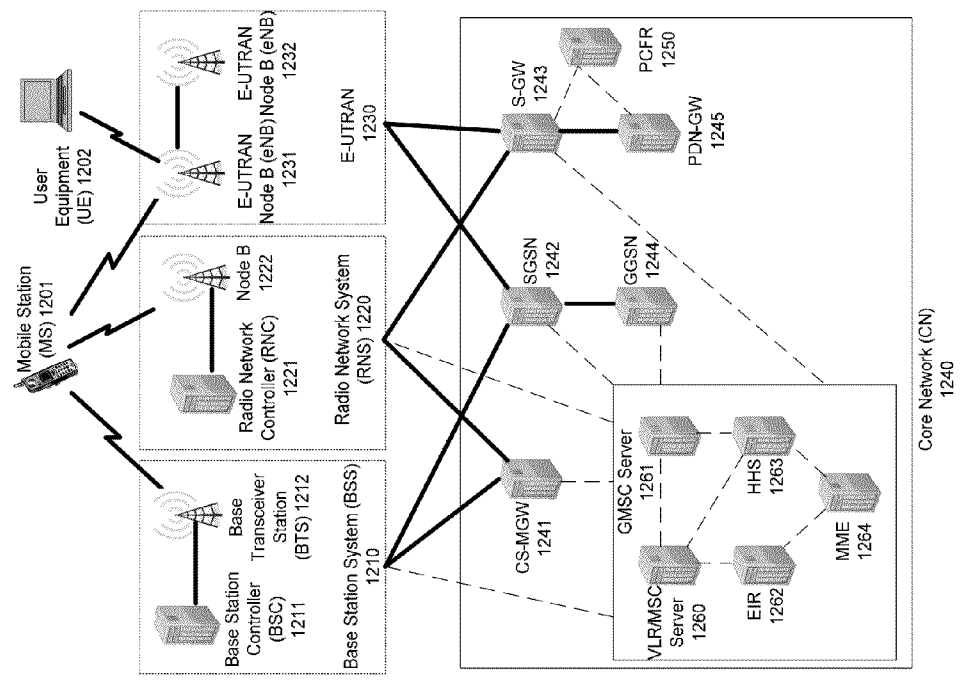 Mobile Station
(MS) 1201
User
Equipment
(UE) 1202
Base Station
Controller
(BSC)
1211
Base
Transceiver
Station
(BTS) 1212
Base Station System (BSS)
1210
Radio Network
Controller (RNC)
1221
Node B
1222
Radio Network System
(RNS) 1220
E-UTRAN
Node B (eNB)
1231
E-UTRAN
Node B (eNB)
1232
E-UTRAN
1230
CS-MGW
1241
SGSN
1242
S-GW
1243
GGSN
1244
PDN-GW
1245
PCFR
1250
VLR/MSC
Server
1260
GMSC Server
1261
EIR
1262
HHS
1263
MME
1264
Core Network (CN)
1240